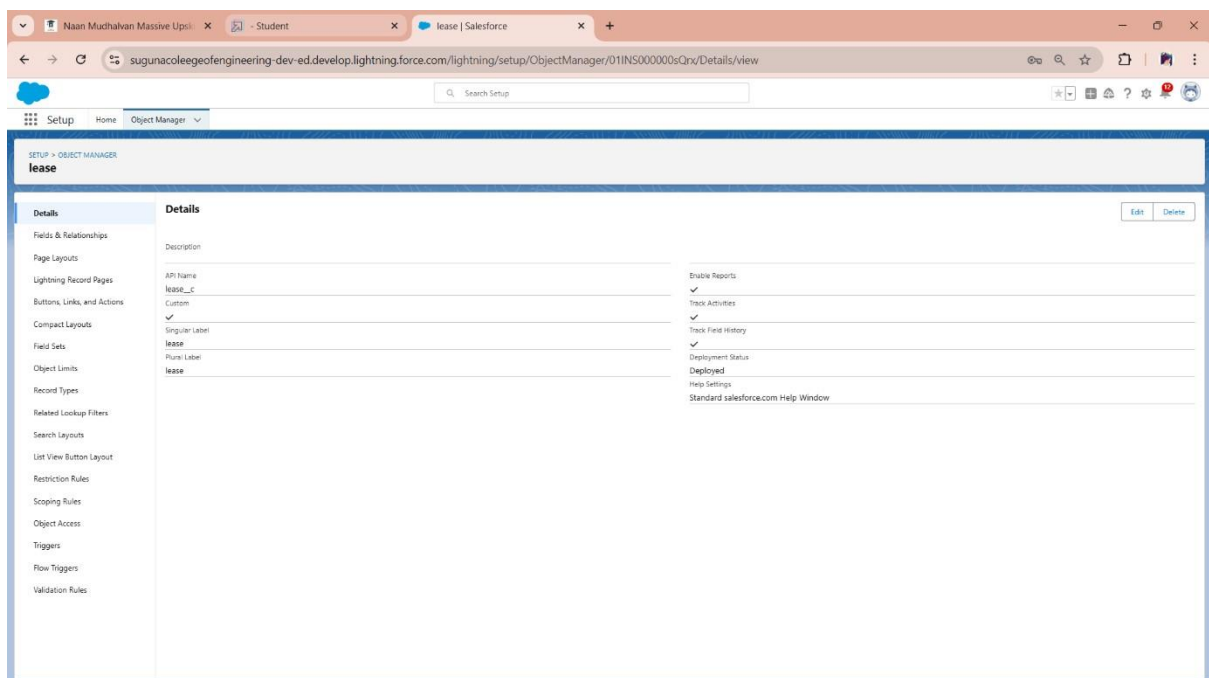 Naan Mudhalvan Massive Upski
- Student
lease | Salesforce
sugunacoleegeofengineering-dev-ed.develop.lightning.force.com/lightning/setup/ObjectManager/01INS000000sQrx/Details/view
Search Setup
12
Setup Home Object Manager
SETUP > OBJECT MANAGER
lease
Details
Fields & Relationships
Page Layouts
Lightning Record Pages
Buttons, Links, and Actions
Compact Layouts
Field Sets
Object Limits
Record Types
Related Lookup Filters
Search Layouts
List View Button Layout
Restriction Rules
Scoping Rules
Object Access
Triggers
Flow Triggers
Validation Rules
Details
Edit Delete
Description
API Name
lease__c
Custom
Singular Label
lease
Plural Label
lease
Enable Reports
Track Activities
Track Field History
Deployment Status
Deployed
Help Settings
Standard salesforce.com Help Window